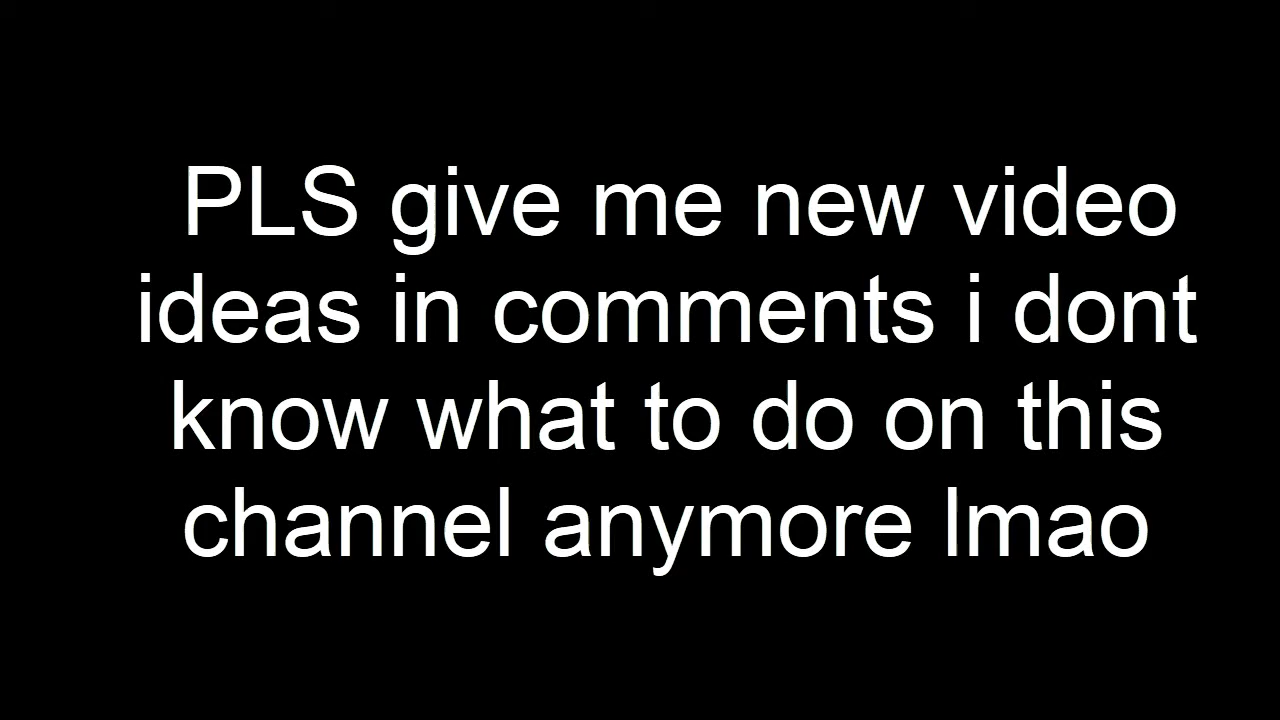 PLS give me new video
ideas in comments i dont
know what to do on this
channel anymore lmao